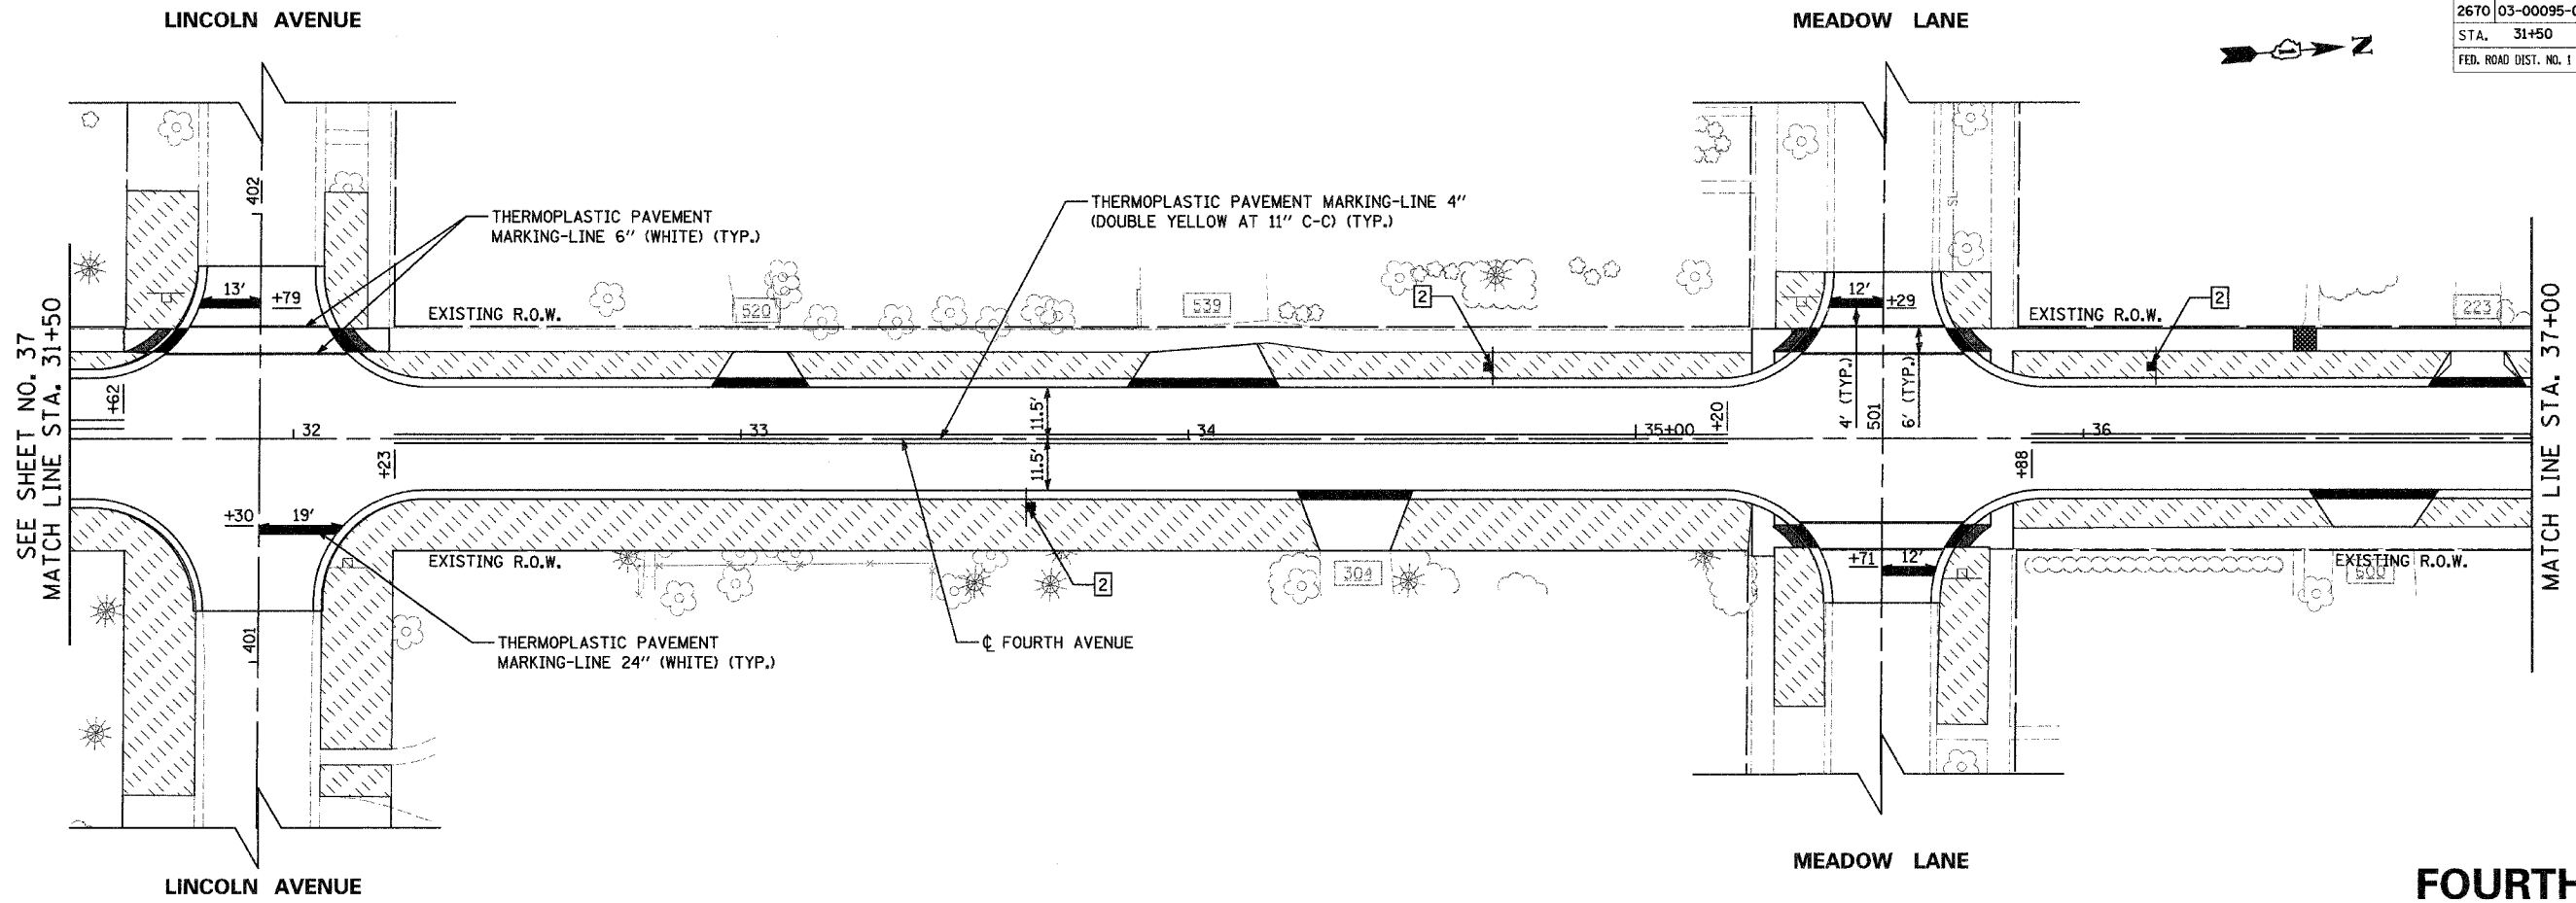 LINCOLN AVENUE
MEADOW LANE
2670 03-00095-0
STA. 31+50
FED. ROAD DIST. NO. 1
N
402
THERMOPLASTIC PAVEMENT
MARKING-LINE 6" (WHITE) (TYP.)
THERMOPLASTIC PAVEMENT MARKING-LINE 4"
(DOUBLE YELLOW AT 11" C-C) (TYP.)
SL
13'
+79
EXISTING R.O.W.
520
539
2
12'
+29
EXISTING R.O.W.
2
223
SEE SHEET NO. 37
MATCH LINE STA. 31+50
MATCH LINE STA. 37+00
+62
32
+23
33
11.5'
11.5'
34
35+00
+20
4' (TYP.)
501
6' (TYP.)
36
+88
+30
19'
EXISTING R.O.W.
2
304
+71
12'
EXISTING R.O.W.
600
401
THERMOPLASTIC PAVEMENT
MARKING-LINE 24" (WHITE) (TYP.)
℄ FOURTH AVENUE
LINCOLN AVENUE
MEADOW LANE
FOURTH